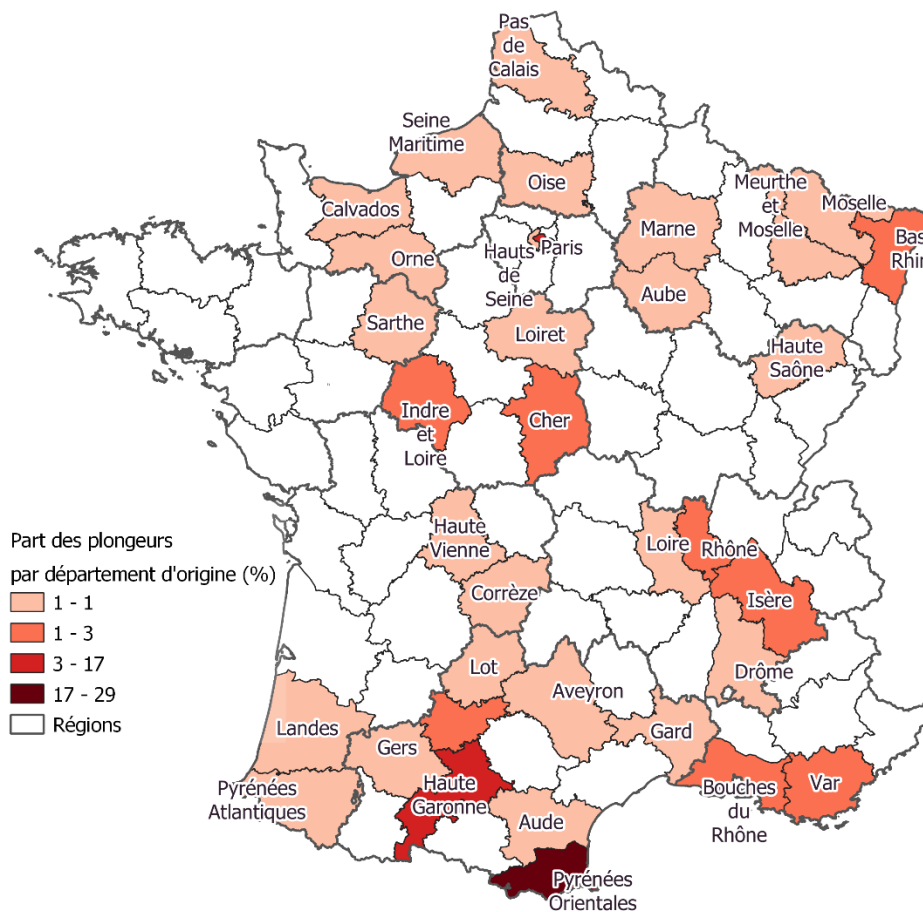 Pas
de
Calais
Seine
Maritime
Oise
Calvados
Orne
Hauts
de
Seine
Paris
Marne
Meurthe
et
Moselle
Moselle
Bas
Rhin
Aube
Sarthe
Loiret
Haute
Saône
Indre
et
Loire
Cher
Haute
Vienne
Corrèze
Loire
Rhône
Isère
Drôme
Lot
Aveyron
Gard
Landes
Gers
Pyrénées
Atlantiques
Haute
Garonne
Aude
Bouches
du
Rhône
Var
Pyrénées
Orientales
Part des plongeurs
par département d'origine (%)
1 - 1
1 - 3
3 - 17
17 - 29
Régions